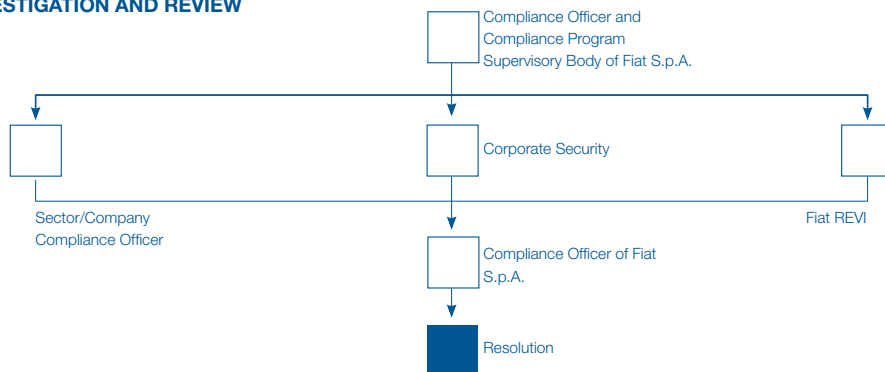 ESTIGATION AND REVIEW
Compliance Officer and
Compliance Program
Supervisory Body of Fiat S.p.A.
Corporate Security
Sector/Company
Compliance Officer
Fiat REVI
Compliance Officer of Fiat
S.p.A.
Resolution